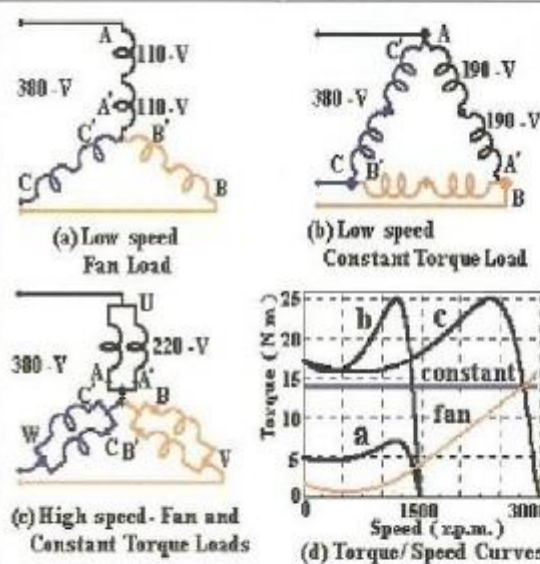 A
110-V
380-V
A'
110-V
C'
B'
C
B
(a) Low speed
Fan Load
A
C'
190-V
380-V
190-V
C
B'
A'
B
(b) Low speed
Constant Torque Load
U
380-V
220-V
A
A'
C'
B
W
C
B'
V
(c) High speed - Fan and
Constant Torque Loads
Torque (N.m)
25
20
15
10
5
0
b
c
constant
fan
a
0
1500
3000
Speed (r.p.m.)
(d) Torque/Speed Curves